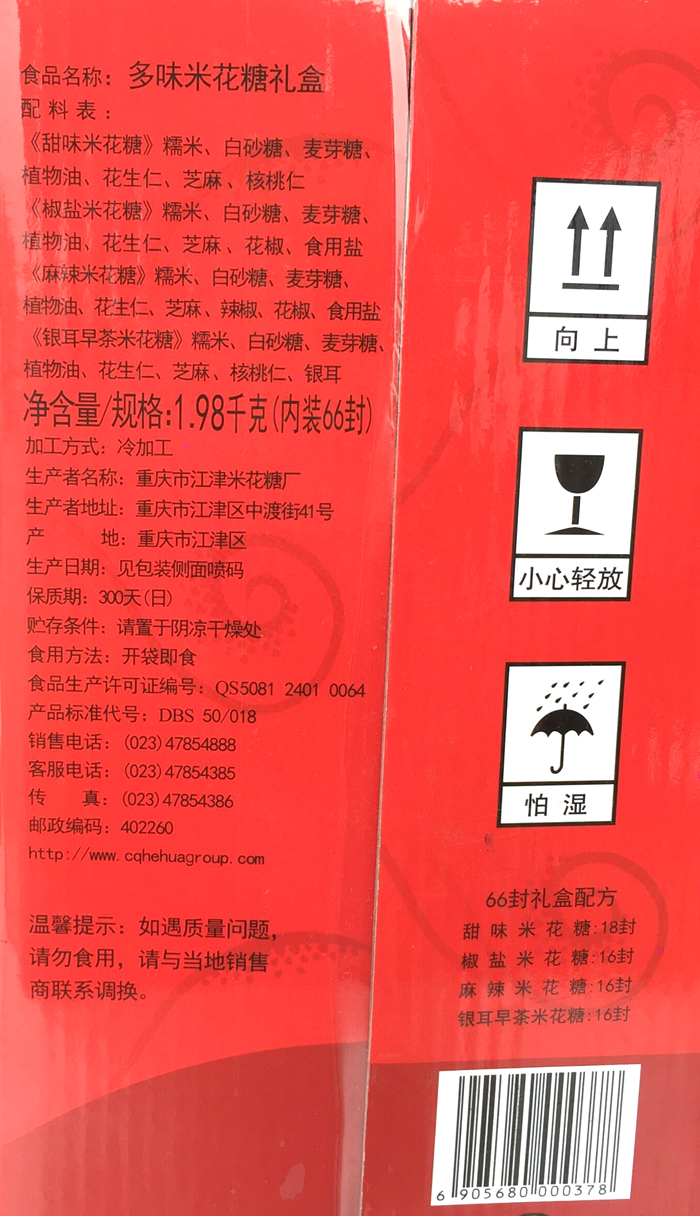 食品名称：多味米花糖礼盒
配料表：
《甜味米花糖》糯米、白砂糖、麦芽糖、
植物油、花生仁、芝麻、核桃仁
《椒盐米花糖》糯米、白砂糖、麦芽糖、
植物油、花生仁、芝麻、花椒、食用盐
《麻辣米花糖》糯米、白砂糖、麦芽糖、
植物油、花生仁、芝麻、辣椒、花椒、食用盐
《银耳早茶米花糖》糯米、白砂糖、麦芽糖、
植物油、花生仁、芝麻、核桃仁、银耳
净含量/规格:1.98千克(内装66封)
加工方式：冷加工
生产者名称：重庆市江津米花糖厂
生产者地址：重庆市江津区中渡街41号
产 地：重庆市江津区
生产日期：见包装侧面喷码
保质期：300天(日)
贮存条件：请置于阴凉干燥处
食用方法：开袋即食
食品生产许可证编号：QS5081 2401 0064
产品标准代号：DBS 50/018
销售电话：(023)47854888
客服电话：(023)47854385
传 真：(023)47854386
邮政编码：402260
http://www.cqhehuagroup.com
温馨提示：如遇质量问题，
请勿食用，请与当地销售
商联系调换。
向上
小心轻放
怕湿
66封礼盒配方
甜味米花糖:18封
椒盐米花糖:16封
麻辣米花糖:16封
银耳早茶米花糖:16封
6 905680 000378